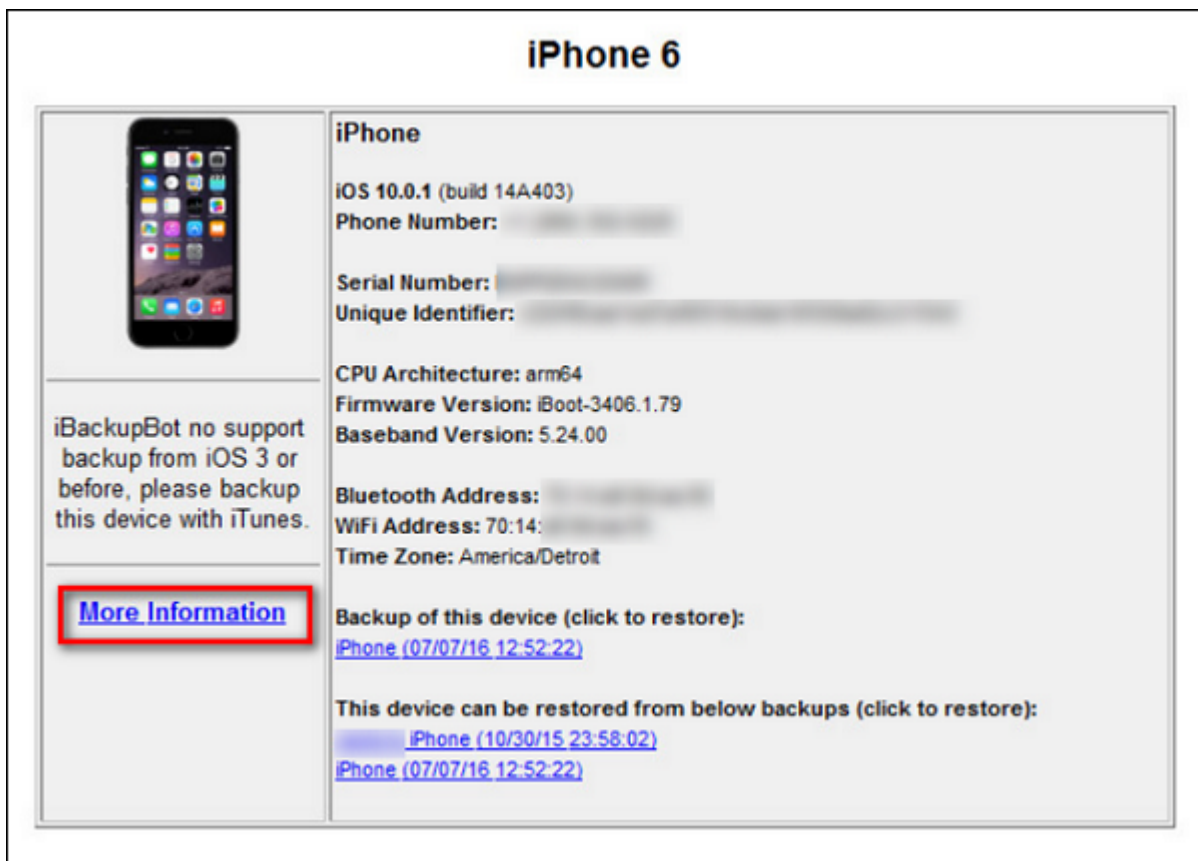 iPhone 6
iBackupBot no support
backup from iOS 3 or
before, please backup
this device with iTunes.
More Information
iPhone
iOS 10.0.1 (build 14A403)
Phone Number:
Serial Number:
Unique Identifier:
CPU Architecture: arm64
Firmware Version: iBoot-3406.1.79
Baseband Version: 5.24.00
Bluetooth Address:
WiFi Address: 70:14:
Time Zone: America/Detroit
Backup of this device (click to restore):
iPhone (07/07/16 12:52:22)
This device can be restored from below backups (click to restore):
iPhone (10/30/15 23:58:02)
iPhone (07/07/16 12:52:22)